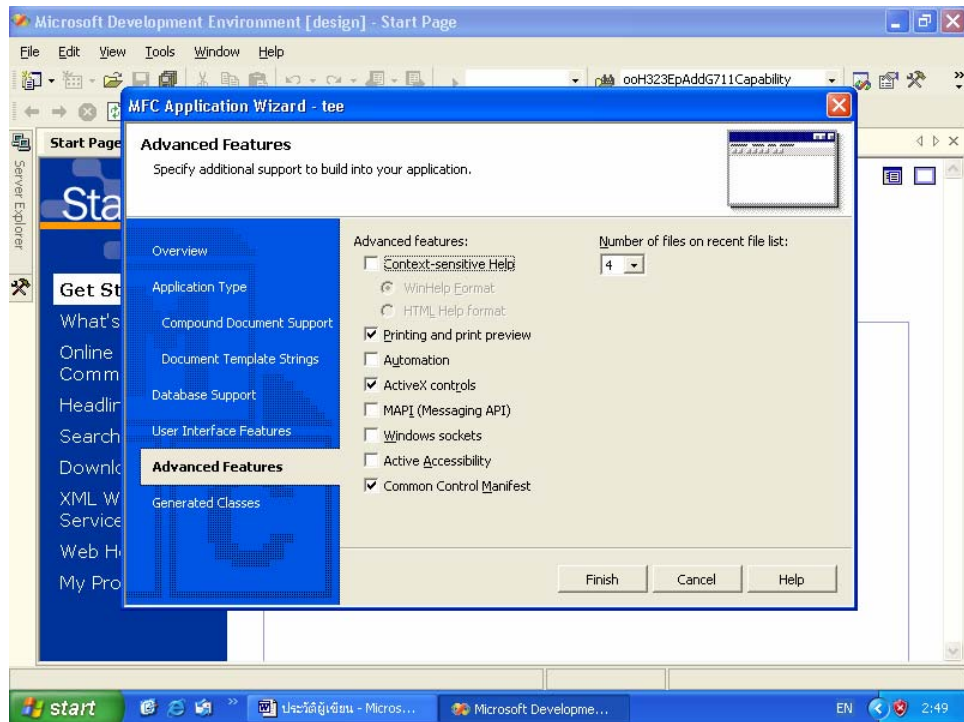 Microsoft Development Environment [design] - Start Page
File Edit View Tools Window Help
ooH323EpAddG711Capability
MFC Application Wizard - tee
Start Page
Server Explorer
Advanced Features
Specify additional support to build into your application.
Sta
Get St
What's
Online
Comm
Headlin
Search
Downlo
XML W
Service
Web H
My Pro
Overview
Application Type
Compound Document Support
Document Template Strings
Database Support
User Interface Features
Advanced Features
Generated Classes
Advanced features:
Context-sensitive Help
WinHelp Format
HTML Help format
Printing and print preview
Automation
ActiveX controls
MAPI (Messaging API)
Windows sockets
Active Accessibility
Common Control Manifest
Number of files on recent file list:
4
Finish Cancel Help
start
ประวัติผู้เขียน - Micros...
Microsoft Developme...
EN
2:49